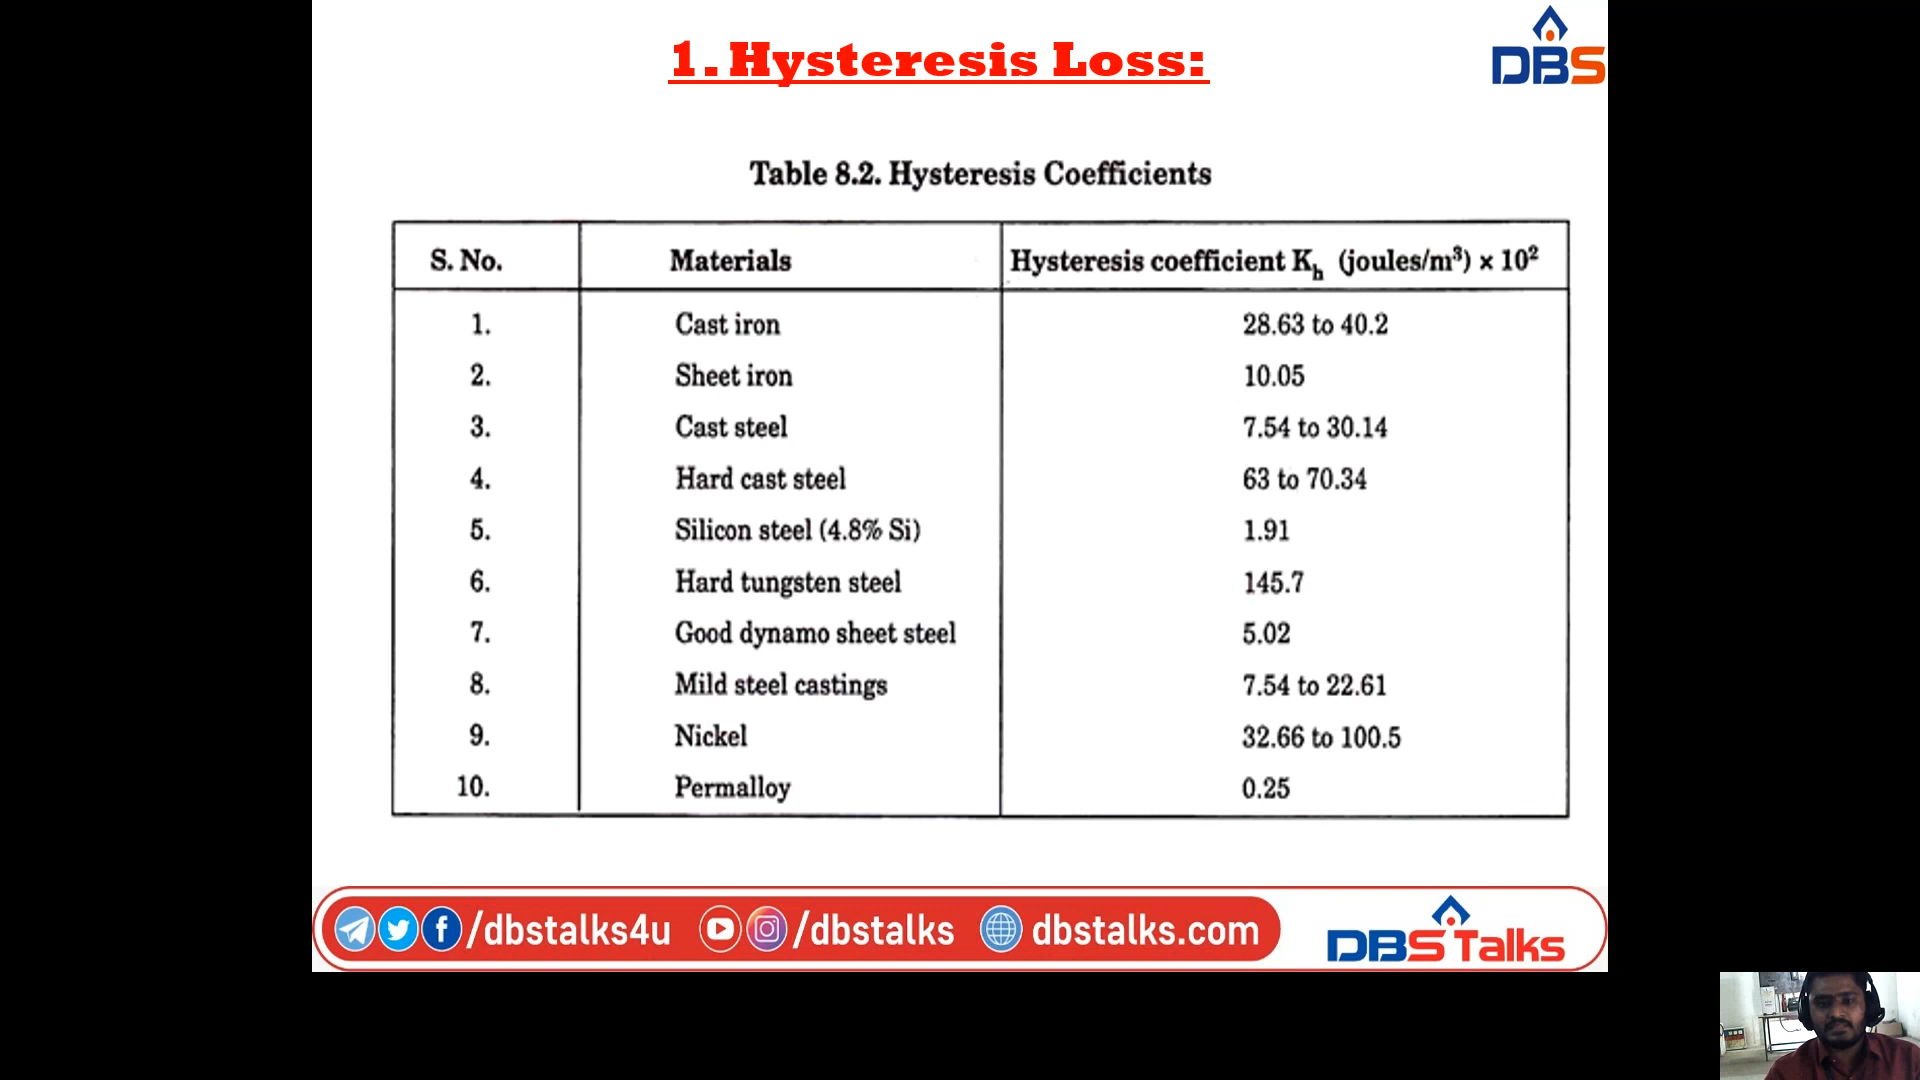 1. Hysteresis Loss:
DBS
Table 8.2. Hysteresis Coefficients
S. No. Materials Hysteresis coefficient Kₕ (joules/m³) × 10²
1. Cast iron 28.63 to 40.2
2. Sheet iron 10.05
3. Cast steel 7.54 to 30.14
4. Hard cast steel 63 to 70.34
5. Silicon steel (4.8% Si) 1.91
6. Hard tungsten steel 145.7
7. Good dynamo sheet steel 5.02
8. Mild steel castings 7.54 to 22.61
9. Nickel 32.66 to 100.5
10. Permalloy 0.25
/dbstalks4u /dbstalks dbstalks.com DBS Talks